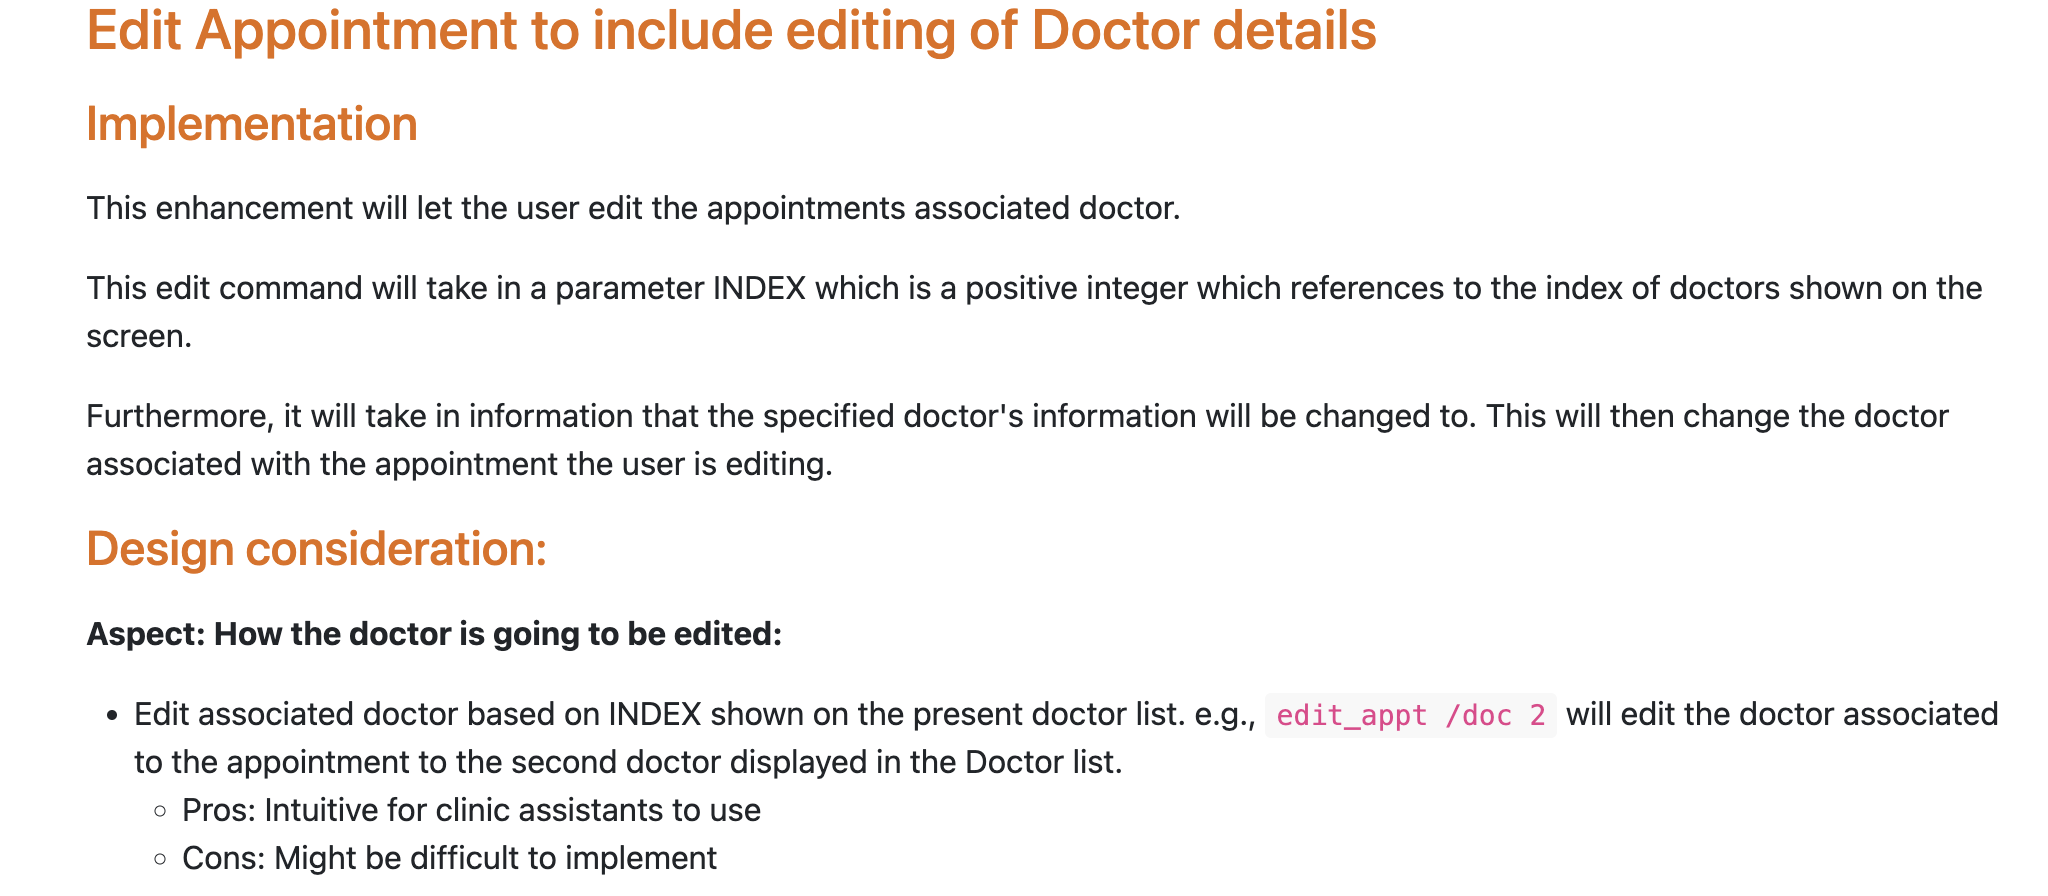 Edit Appointment to include editing of Doctor details
Implementation
This enhancement will let the user edit the appointments associated doctor.
This edit command will take in a parameter INDEX which is a positive integer which references to the index of doctors shown on the
screen.
Furthermore, it will take in information that the specified doctor's information will be changed to. This will then change the doctor
associated with the appointment the user is editing.
Design consideration:
Aspect: How the doctor is going to be edited:
• Edit associated doctor based on INDEX shown on the present doctor list. e.g., edit_appt /doc 2 will edit the doctor associated
to the appointment to the second doctor displayed in the Doctor list.
◦ Pros: Intuitive for clinic assistants to use
◦ Cons: Might be difficult to implement